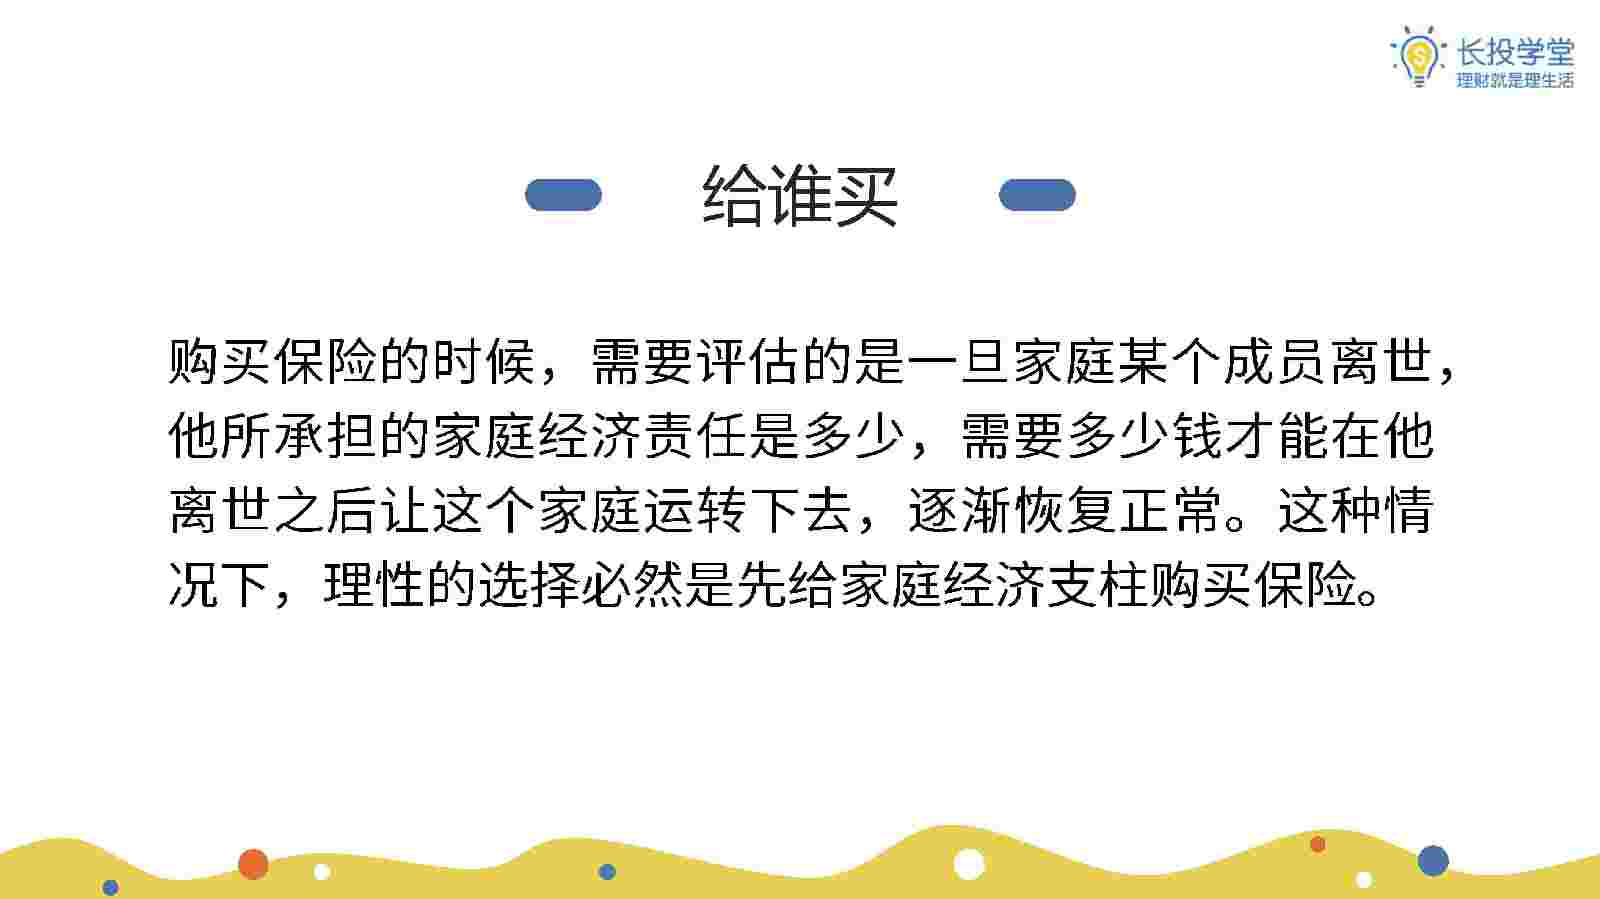 长投学堂
理财就是理生活
给谁买
购买保险的时候，需要评估的是一旦家庭某个成员离世，
他所承担的家庭经济责任是多少，需要多少钱才能在他
离世之后让这个家庭运转下去，逐渐恢复正常。这种情
况下，理性的选择必然是先给家庭经济支柱购买保险。